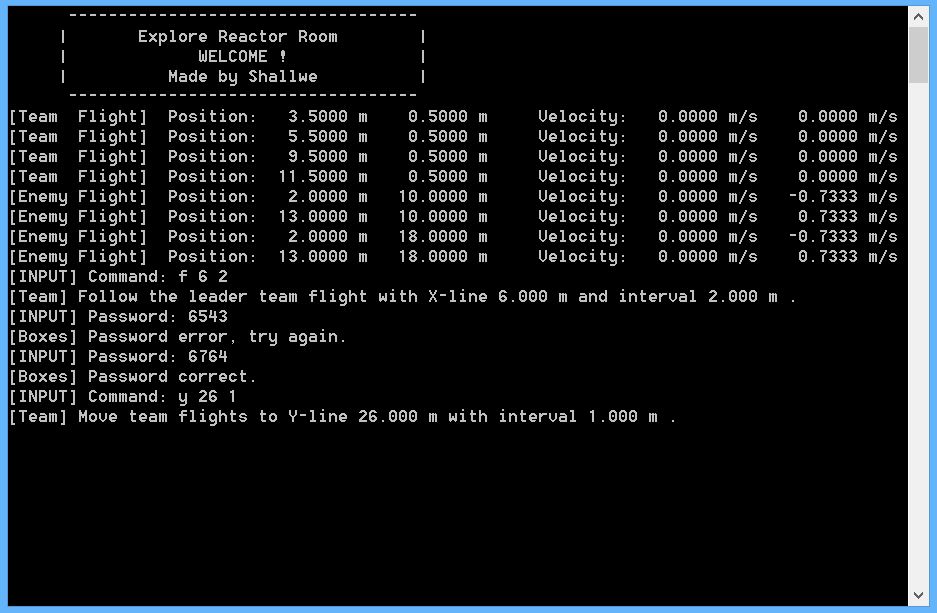 -----------------------------------
| Explore Reactor Room |
| WELCOME ! |
| Made by Shallwe |
-----------------------------------
[Team  Flight]  Position:   3.5000 m    0.5000 m     Velocity:   0.0000 m/s    0.0000 m/s
[Team  Flight]  Position:   5.5000 m    0.5000 m     Velocity:   0.0000 m/s    0.0000 m/s
[Team  Flight]  Position:   9.5000 m    0.5000 m     Velocity:   0.0000 m/s    0.0000 m/s
[Team  Flight]  Position:  11.5000 m    0.5000 m     Velocity:   0.0000 m/s    0.0000 m/s
[Enemy Flight]  Position:   2.0000 m   10.0000 m     Velocity:   0.0000 m/s   -0.7333 m/s
[Enemy Flight]  Position:  13.0000 m   10.0000 m     Velocity:   0.0000 m/s    0.7333 m/s
[Enemy Flight]  Position:   2.0000 m   18.0000 m     Velocity:   0.0000 m/s   -0.7333 m/s
[Enemy Flight]  Position:  13.0000 m   18.0000 m     Velocity:   0.0000 m/s    0.7333 m/s
[INPUT] Command: f 6 2
[Team] Follow the leader team flight with X-line 6.000 m and interval 2.000 m .
[INPUT] Password: 6543
[Boxes] Password error, try again.
[INPUT] Password: 6764
[Boxes] Password correct.
[INPUT] Command: y 26 1
[Team] Move team flights to Y-line 26.000 m with interval 1.000 m .